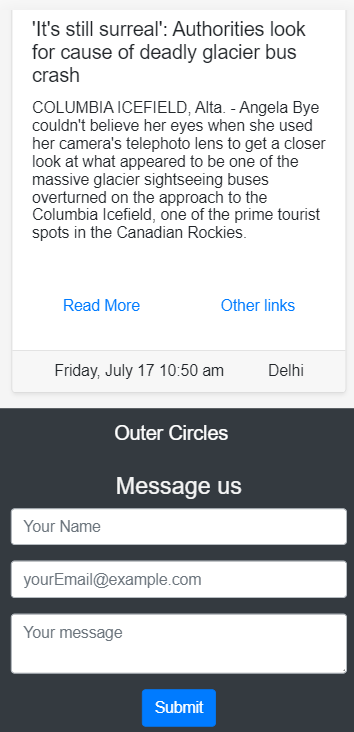 'It's still surreal': Authorities look
for cause of deadly glacier bus
crash
COLUMBIA ICEFIELD, Alta. - Angela Bye
couldn't believe her eyes when she used
her camera's telephoto lens to get a closer
look at what appeared to be one of the
massive glacier sightseeing buses
overturned on the approach to the
Columbia Icefield, one of the prime tourist
spots in the Canadian Rockies.
Read More Other links
Friday, July 17 10:50 am Delhi
Outer Circles
Message us
Your Name
yourEmail@example.com
Your message
Submit